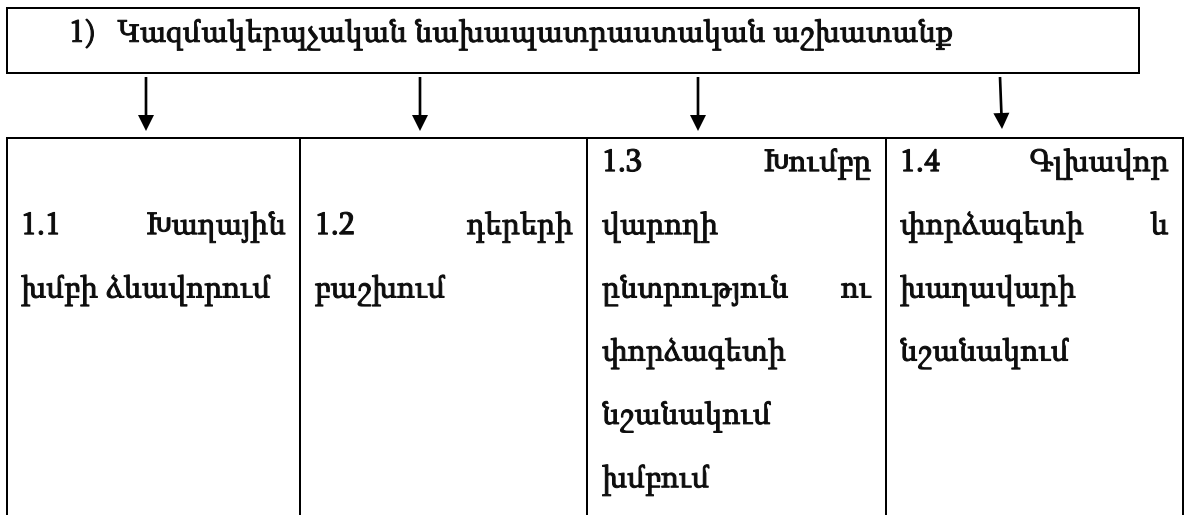 1) Կազմակերպչական նախապատրաստական աշխատանք
1.1 Խաղային
խմբի ձևավորում
1.2 դերերի
բաշխում
1.3 Խումբը
վարողի
ընտրություն ու
փորձագետի
նշանակում
խմբում
1.4 Գլխավոր
փորձագետի և
խաղավարի
նշանակում